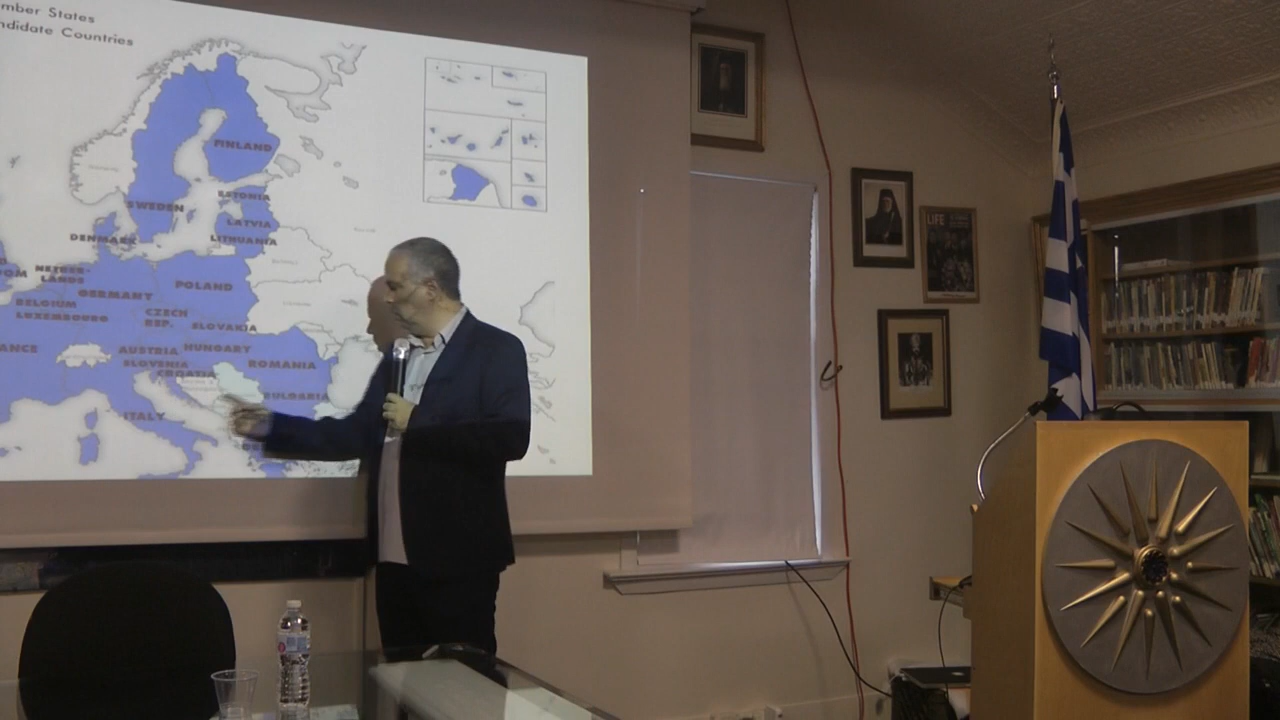 mber States
ndidate Countries
FINLAND
ESTONIA
SWEDEN
LATVIA
DENMARK
LITHUANIA
OM
NETHER-
LANDS
POLAND
GERMANY
BELGIUM
LUXEMBOURG
CZECH
REP.
SLOVAKIA
ANCE
AUSTRIA
HUNGARY
SLOVENIA
ROMANIA
CROATIA
BULGARIA
ITALY
LIFE